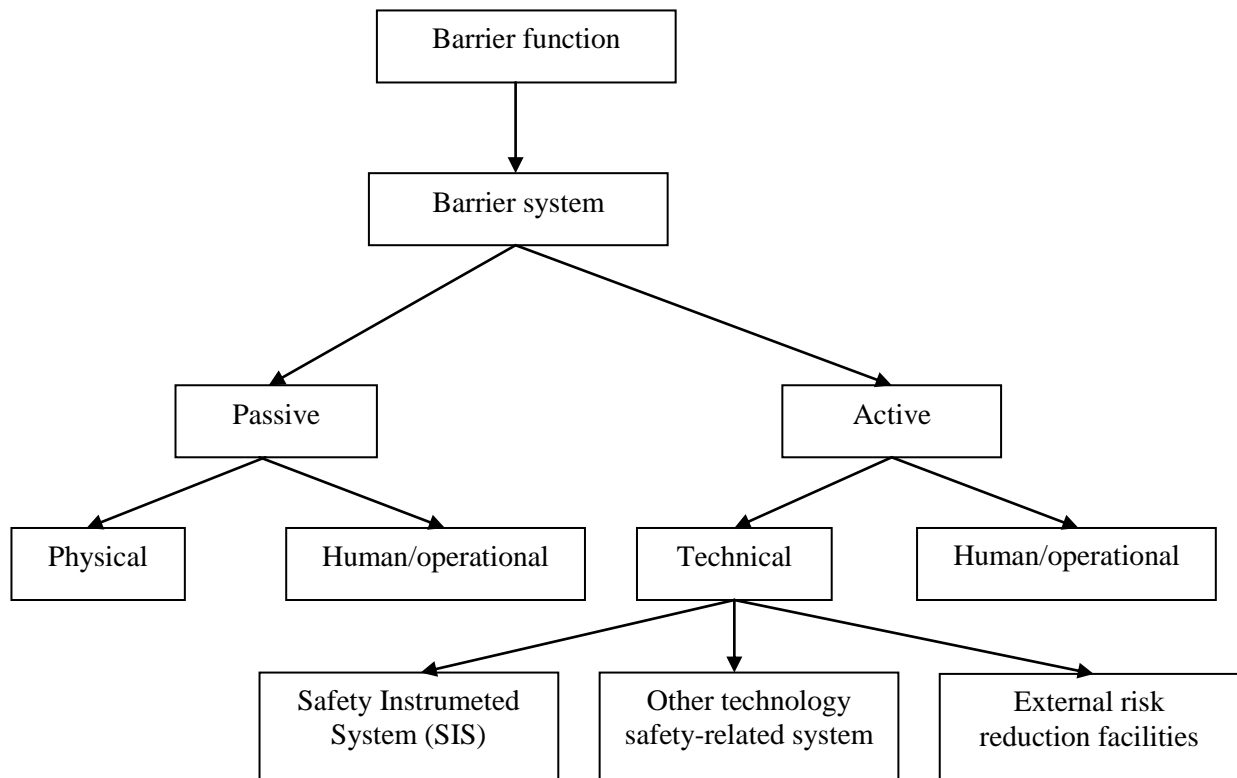 Barrier function
Barrier system
Passive
Active
Physical
Human/operational
Technical
Human/operational
Safety Instrumeted
System (SIS)
Other technology
safety-related system
External risk
reduction facilities